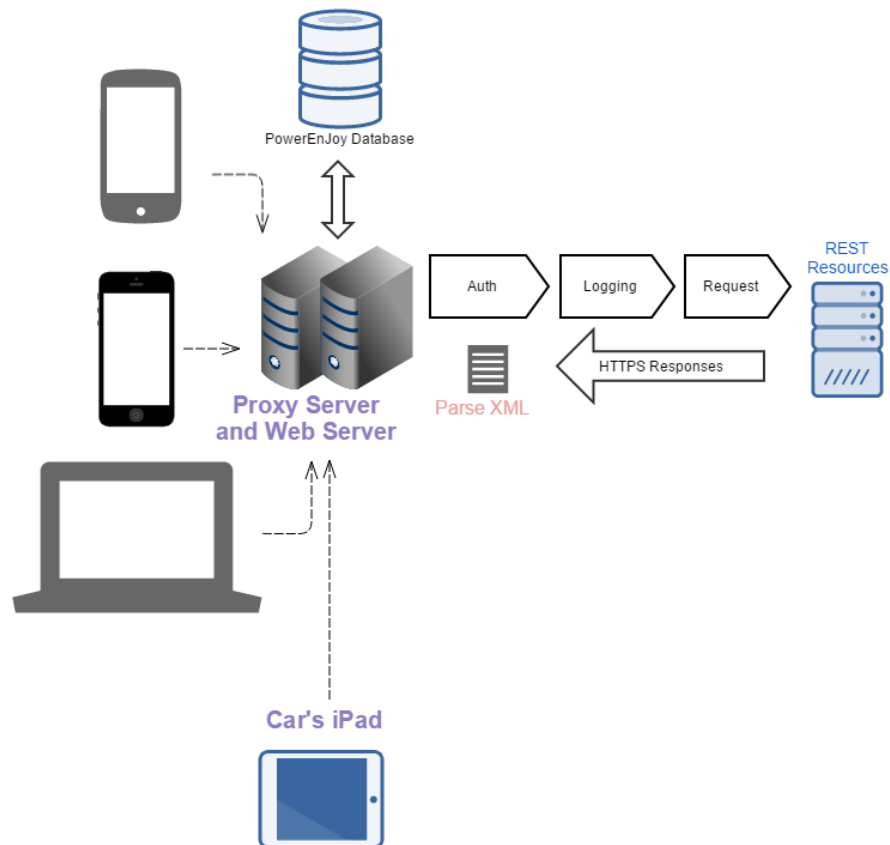 PowerEnJoy Database
REST
Resources
Auth
Logging
Request
HTTPS Responses
Parse XML
Proxy Server
and Web Server
Car's iPad